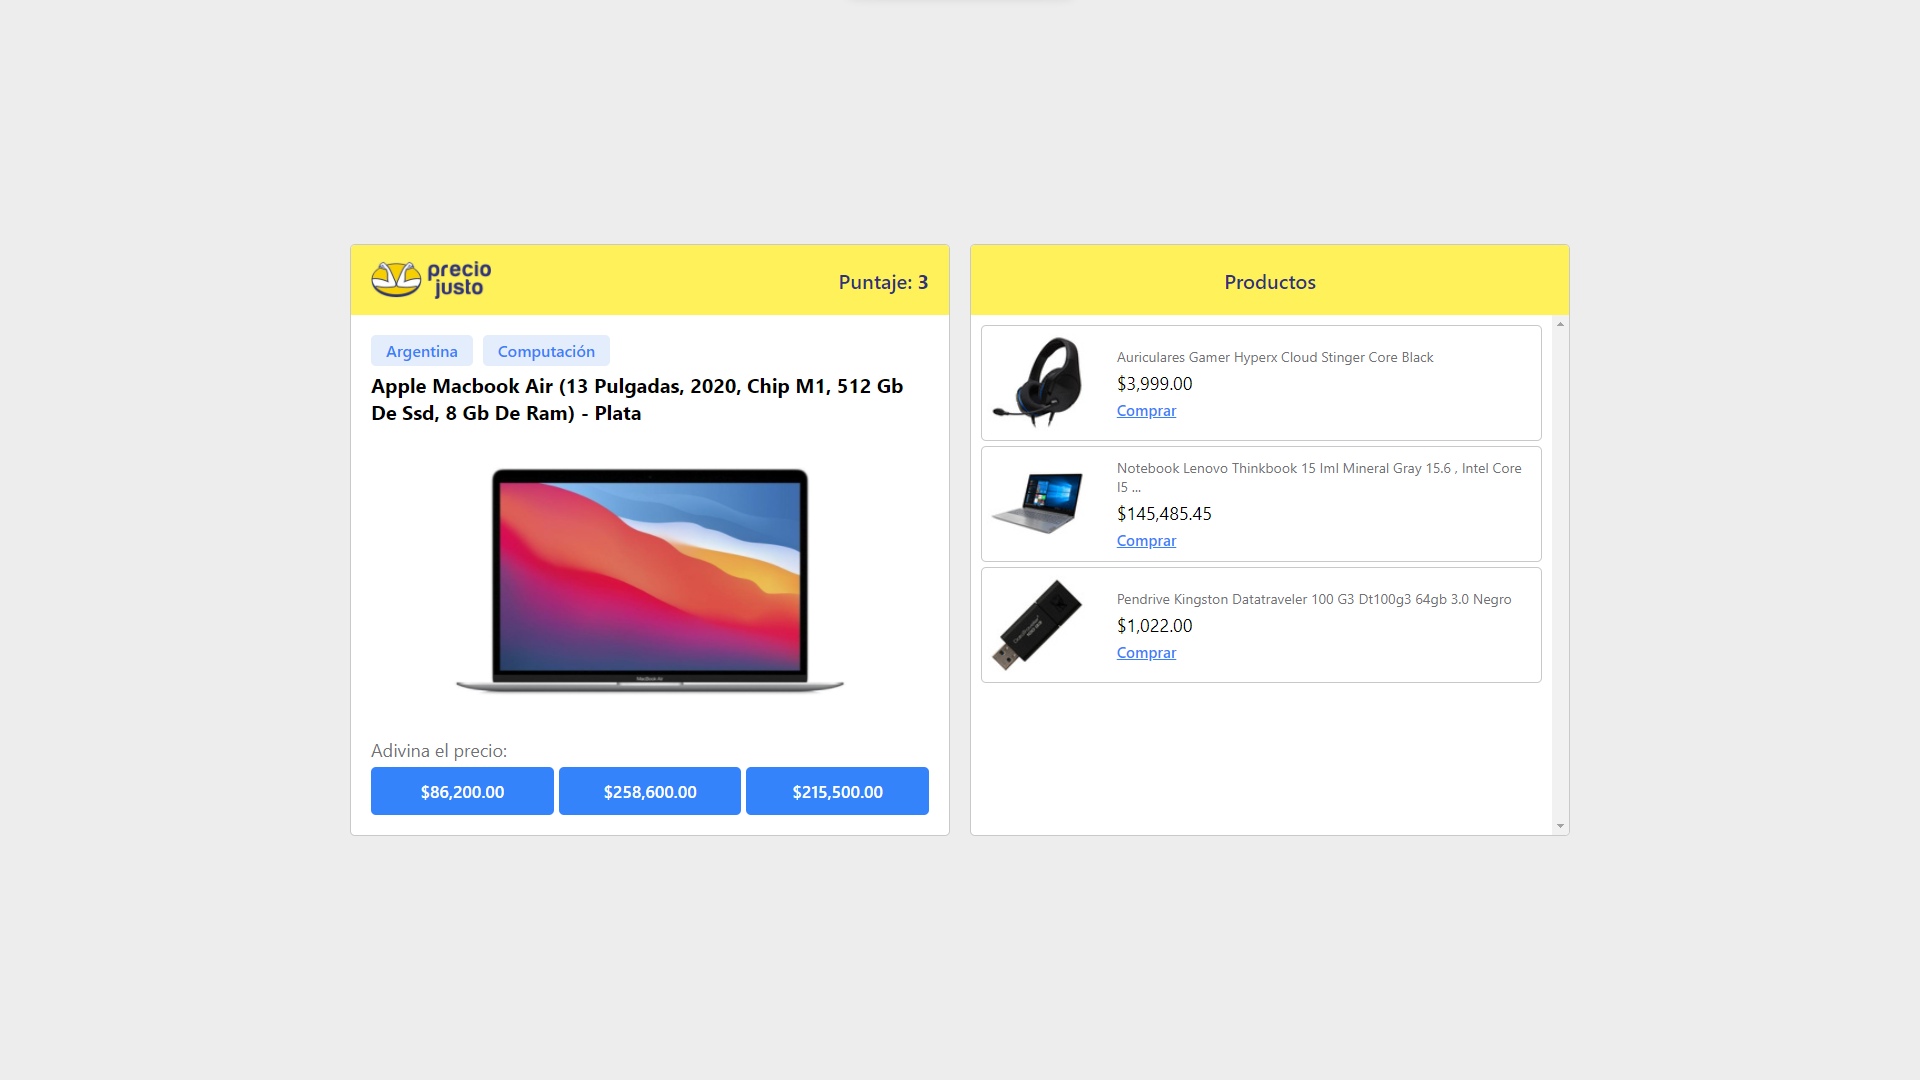 precio
justo
Puntaje: 3
Argentina
Computación
Apple Macbook Air (13 Pulgadas, 2020, Chip M1, 512 Gb
De Ssd, 8 Gb De Ram) - Plata
MacBook Air
Adivina el precio:
$86,200.00
$258,600.00
$215,500.00
Productos
Auriculares Gamer Hyperx Cloud Stinger Core Black
$3,999.00
Comprar
Notebook Lenovo Thinkbook 15 Iml Mineral Gray 15.6 , Intel Core
I5 ...
$145,485.45
Comprar
Pendrive Kingston Datatraveler 100 G3 Dt100g3 64gb 3.0 Negro
$1,022.00
Comprar